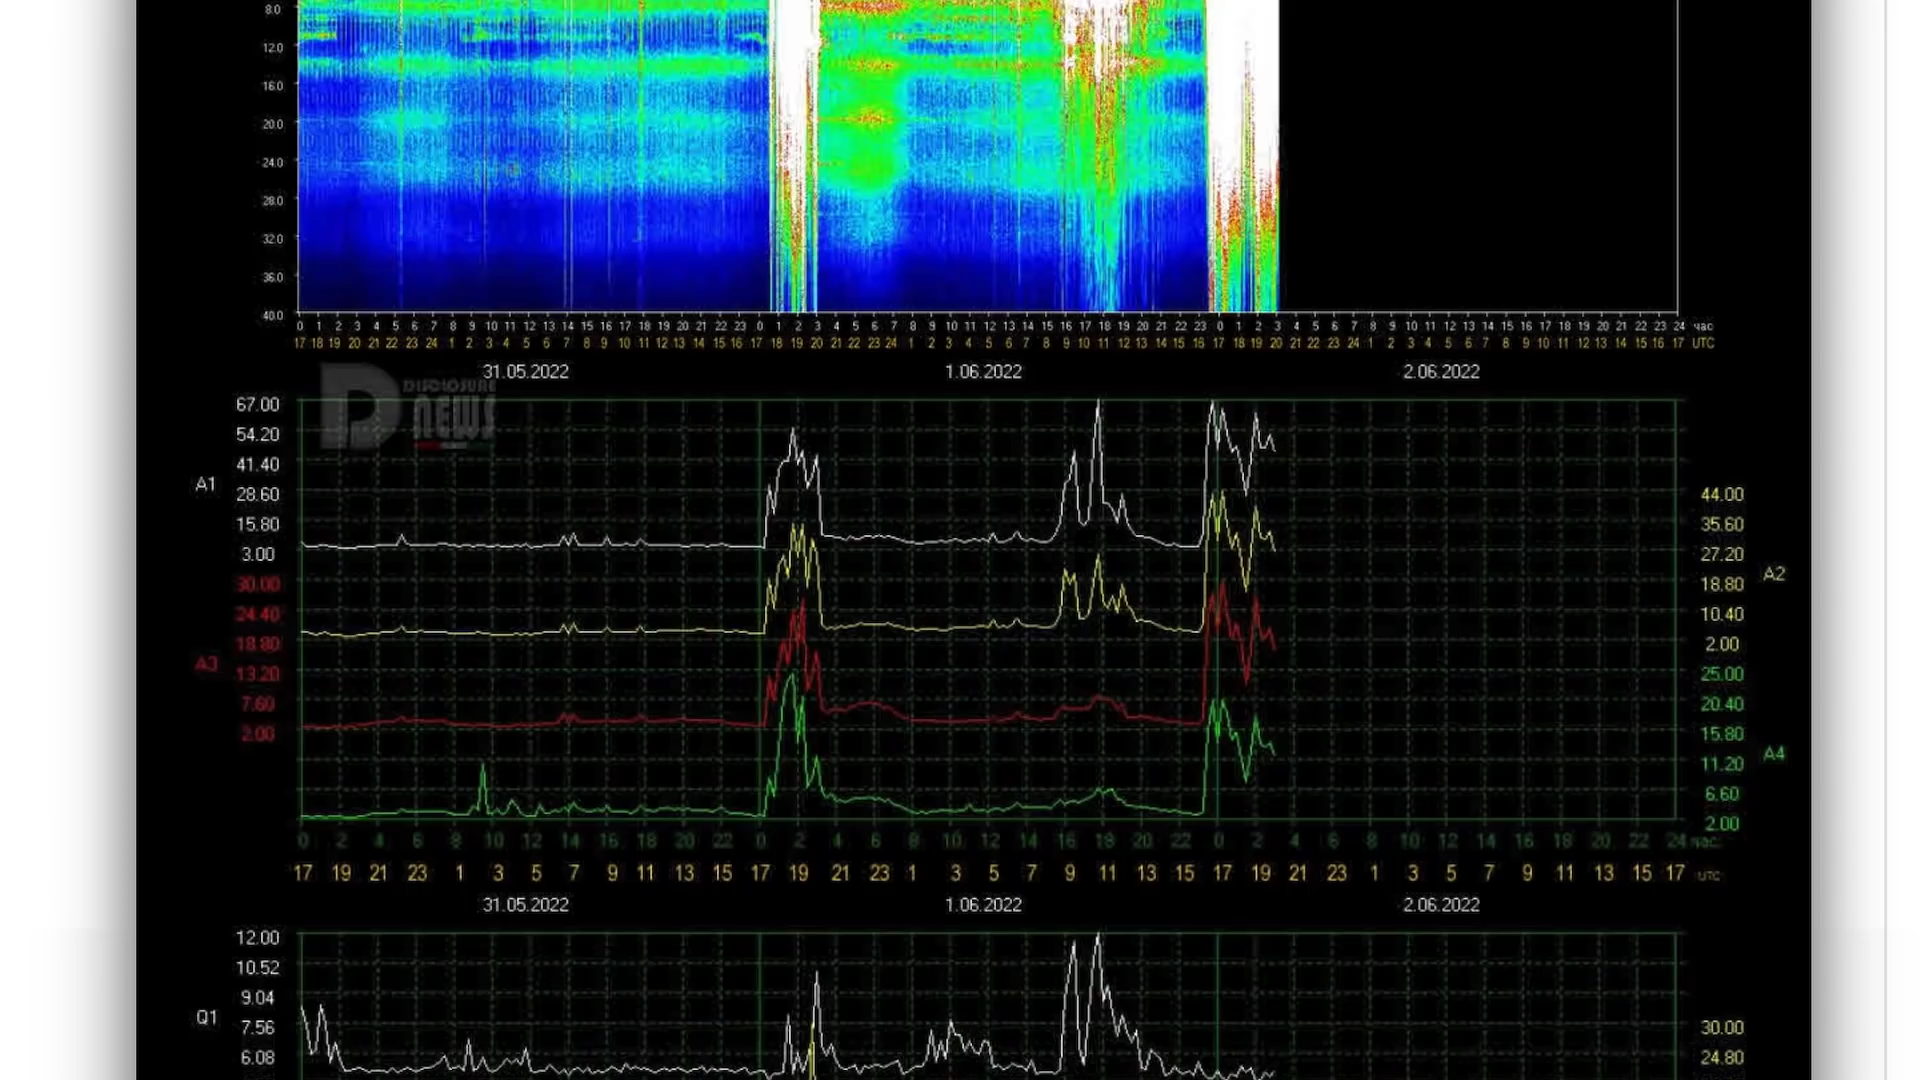 8.0
12.0
16.0
20.0
24.0
28.0
32.0
36.0
40.0
0 1 2 3 4 5 6 7 8 9 10 11 12 13 14 15 16 17 18 19 20 21 22 23 0 1 2 3 4 5 6 7 8 9 10 11 12 13 14 15 16 17 18 19 20 21 22 23 0 1 2 3 4 5 6 7 8 9 10 11 12 13 14 15 16 17 18 19 20 21 22 23 24 час
17 18 19 20 21 22 23 24 1 2 3 4 5 6 7 8 9 10 11 12 13 14 15 16 17 18 19 20 21 22 23 24 1 2 3 4 5 6 7 8 9 10 11 12 13 14 15 16 17 18 19 20 21 22 23 24 1 2 3 4 5 6 7 8 9 10 11 12 13 14 15 16 17 UTC
31.05.2022 1.06.2022 2.06.2022
DISCLOSURE
NEWS
67.00
54.20
41.40
A1
28.60 44.00
15.80 35.60
3.00 27.20
A2
30.00 18.80
24.40 10.40
18.80 2.00
A3
13.20 25.00
7.60 20.40
2.00 15.80
A4
11.20
6.60
2.00
0 2 4 6 8 10 12 14 16 18 20 22 0 2 4 6 8 10 12 14 16 18 20 22 0 2 4 6 8 10 12 14 16 18 20 22 24 час
17 19 21 23 1 3 5 7 9 11 13 15 17 19 21 23 1 3 5 7 9 11 13 15 17 19 21 23 1 3 5 7 9 11 13 15 17 UTC
31.05.2022 1.06.2022 2.06.2022
12.00
10.52
9.04
Q1
7.56 30.00
6.08 24.80